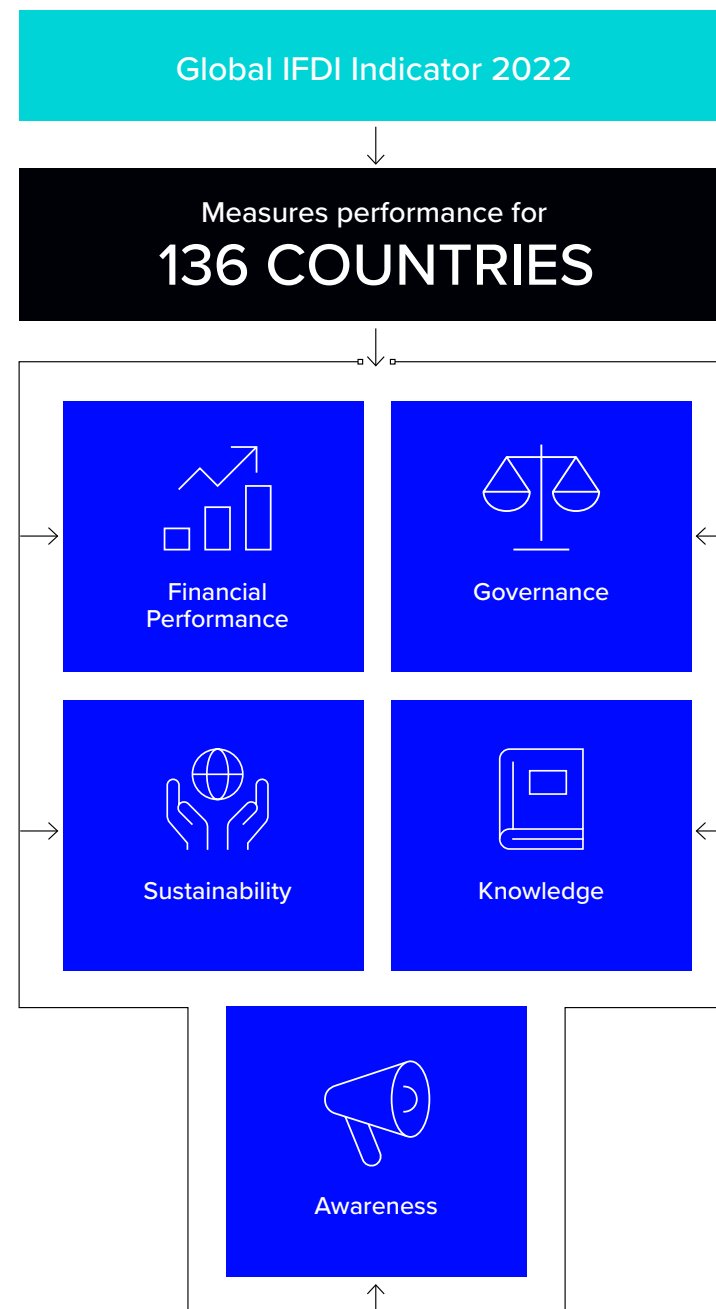 Global IFDI Indicator 2022
Measures performance for
136 COUNTRIES
Financial
Performance
Governance
Sustainability
Knowledge
Awareness